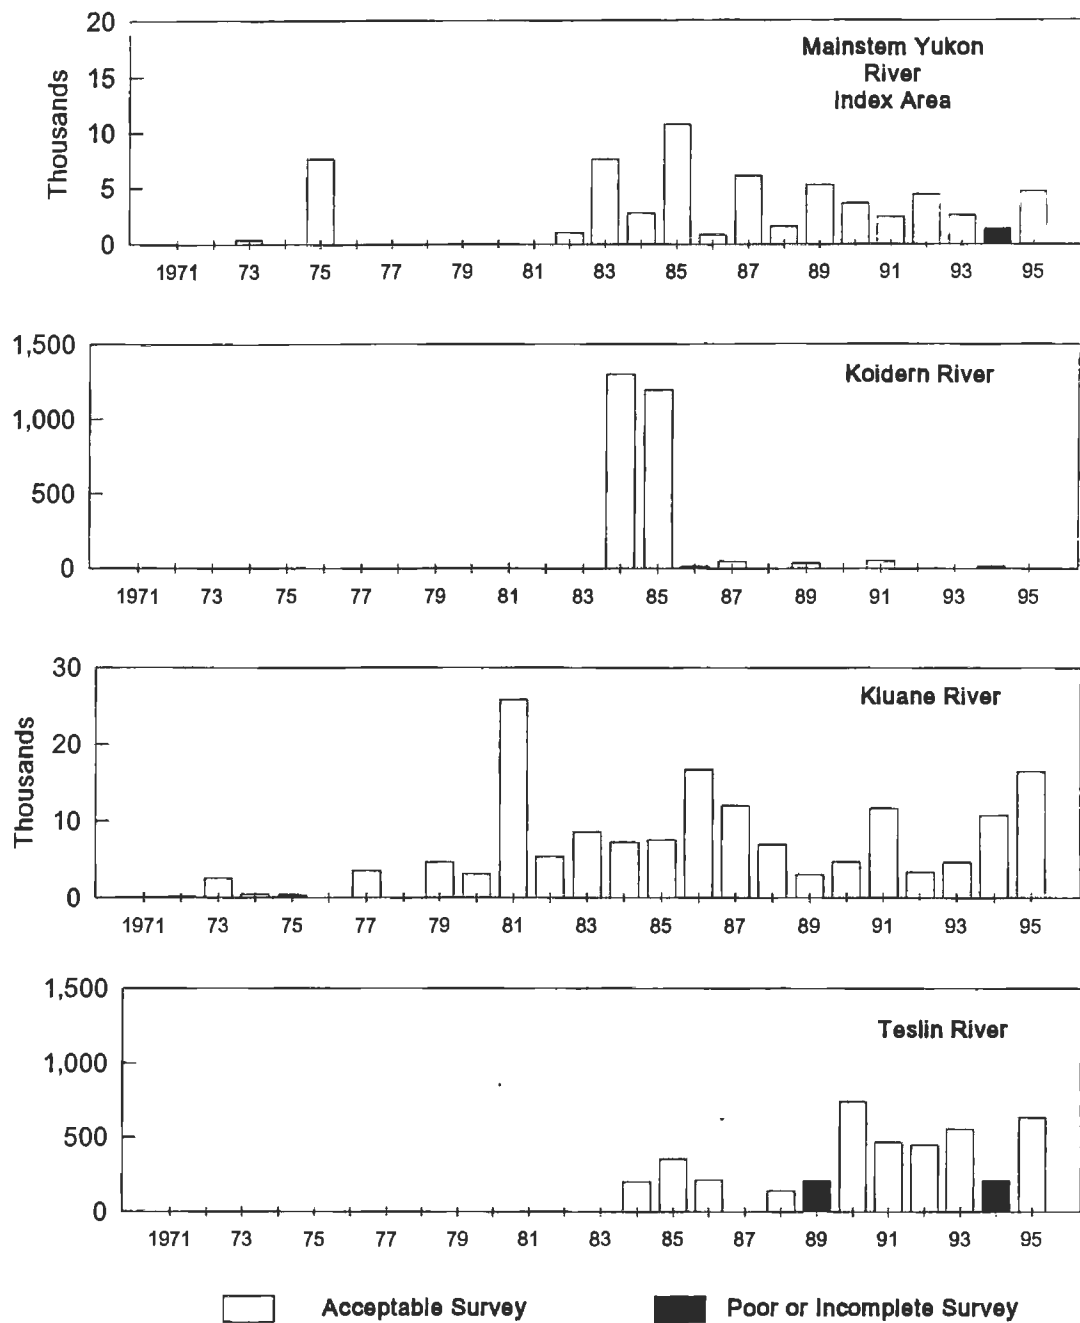 20
15
10
5
0
Thousands
Mainstem Yukon
River
Index Area
1971 73 75 77 79 81 83 85 87 89 91 93 95
1,500
1,000
500
0
Koidern River
1971 73 75 77 79 81 83 85 87 89 91 93 95
30
20
10
0
Thousands
Kluane River
1971 73 75 77 79 81 83 85 87 89 91 93 95
1,500
1,000
500
0
Teslin River
1971 73 75 77 79 81 83 85 87 89 91 93 95
Acceptable Survey Poor or Incomplete Survey